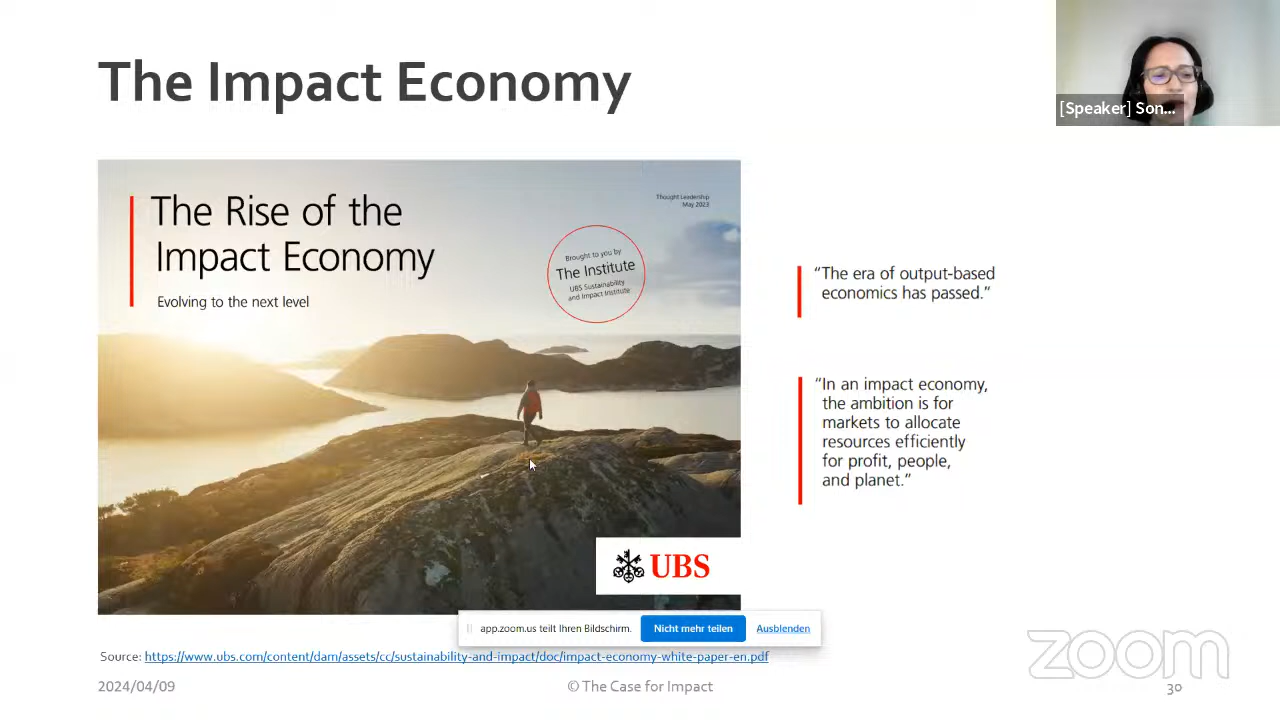 The Impact Economy
[Speaker] Son...
The Rise of the
Impact Economy
Evolving to the next level
Thought Leadership
May 2023
Brought to you by
The Institute
UBS Sustainability
and Impact Institute
UBS
“The era of output-based
economics has passed.”
“In an impact economy,
the ambition is for
markets to allocate
resources efficiently
for profit, people,
and planet.”
app.zoom.us teilt Ihren Bildschirm.
Nicht mehr teilen
Ausblenden
Source: https://www.ubs.com/content/dam/assets/cc/sustainability-and-impact/doc/impact-economy-white-paper-en.pdf
zoom
2024/04/09
© The Case for Impact
30